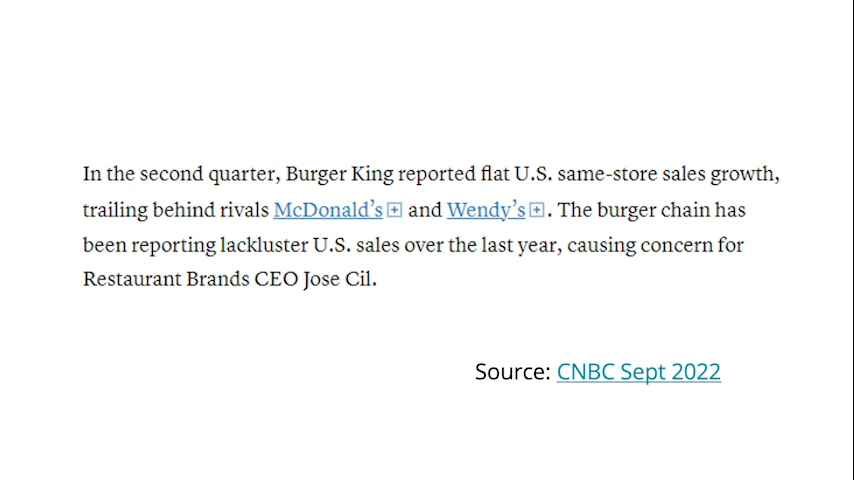 In the second quarter, Burger King reported flat U.S. same-store sales growth,
trailing behind rivals McDonald’s and Wendy’s. The burger chain has
been reporting lackluster U.S. sales over the last year, causing concern for
Restaurant Brands CEO Jose Cil.
Source: CNBC Sept 2022